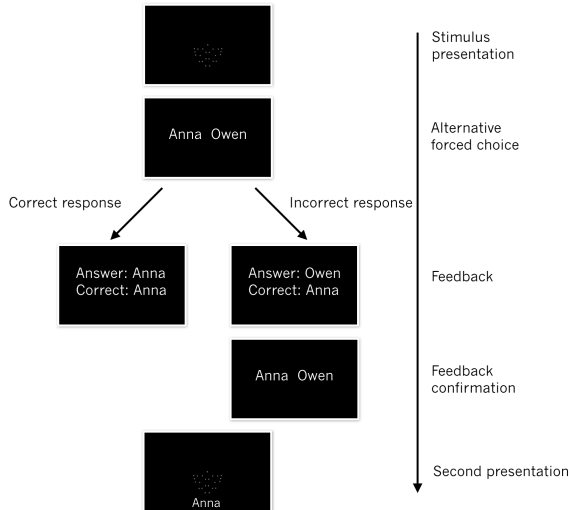 Stimulus
presentation
Anna Owen
Alternative
forced choice
Correct response
Incorrect response
Answer: Anna
Correct: Anna
Answer: Owen
Correct: Anna
Feedback
Anna Owen
Feedback
confirmation
Second presentation
Anna